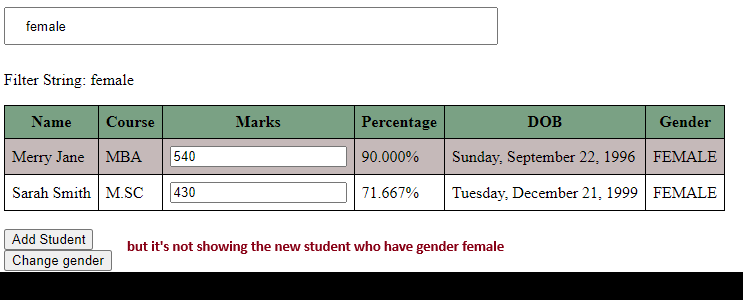 female
Filter String: female
Name Course Marks Percentage DOB Gender
Merry Jane MBA 540 90.000% Sunday, September 22, 1996 FEMALE
Sarah Smith M.SC 430 71.667% Tuesday, December 21, 1999 FEMALE
Add Student
but it's not showing the new student who have gender female
Change gender